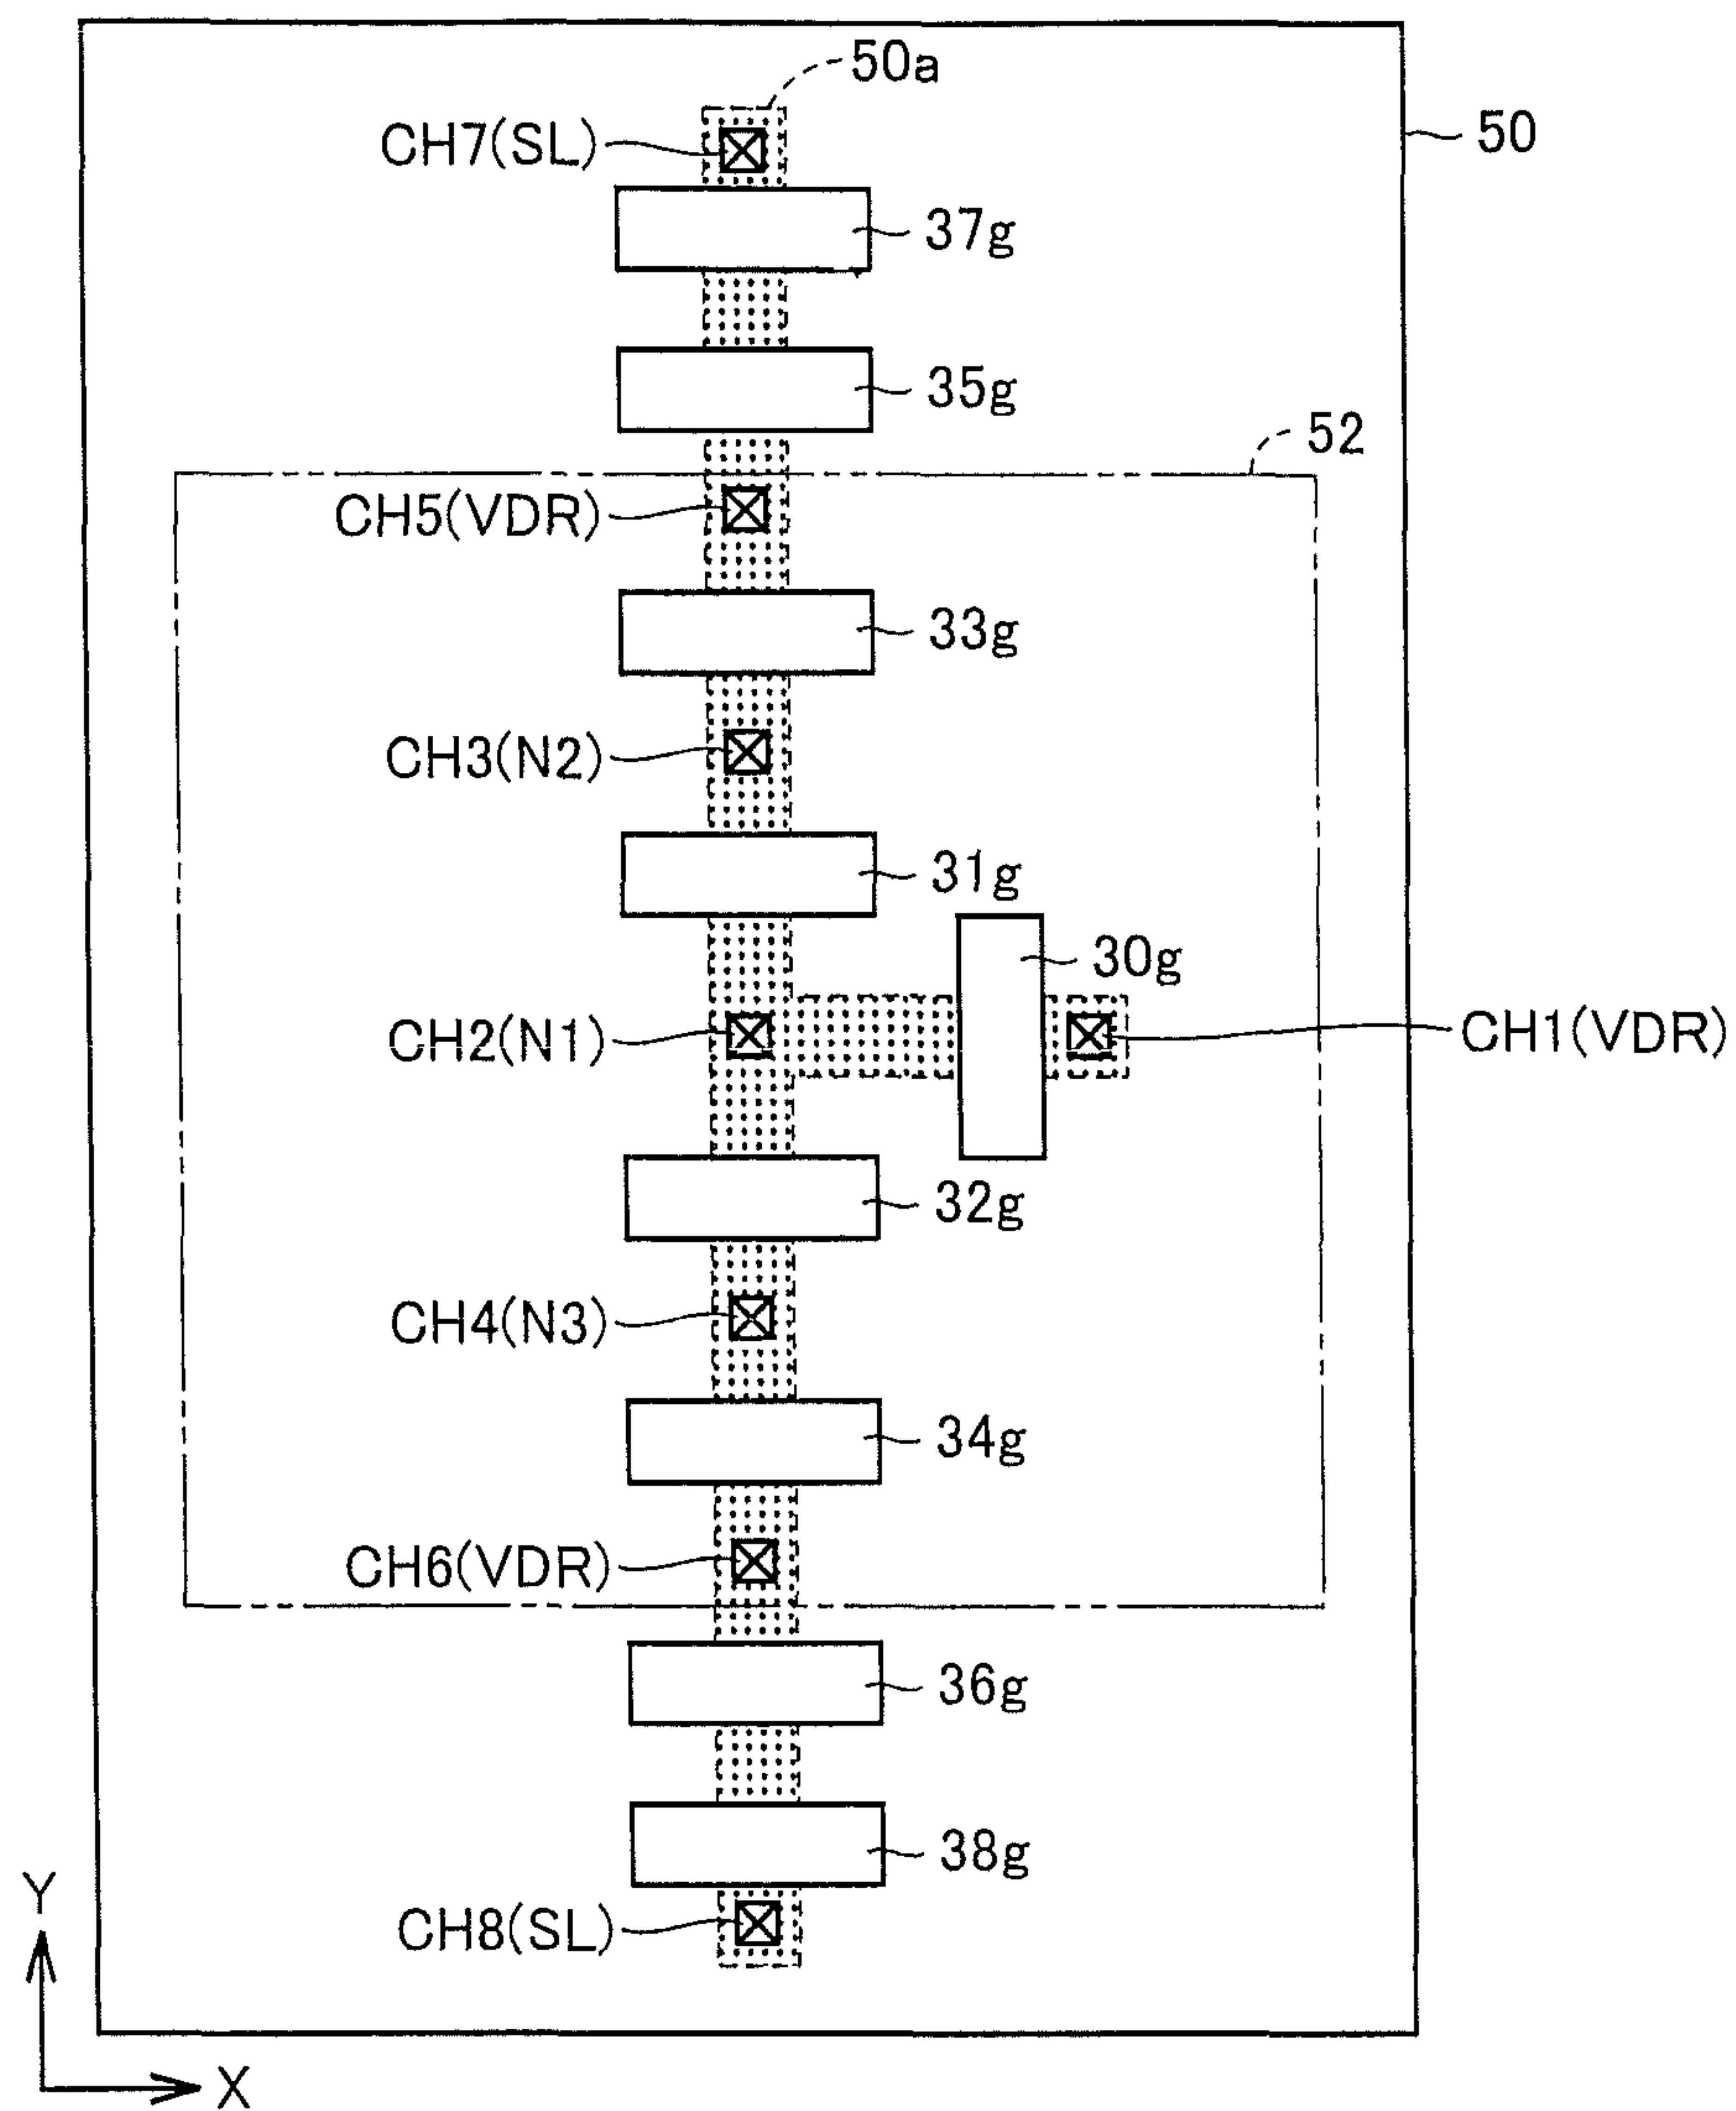 50a
50
CH7(SL)
37g
35g
52
CH5(VDR)
33g
CH3(N2)
31g
30g
CH2(N1)
CH1(VDR)
32g
CH4(N3)
34g
CH6(VDR)
36g
38g
CH8(SL)
Y
X